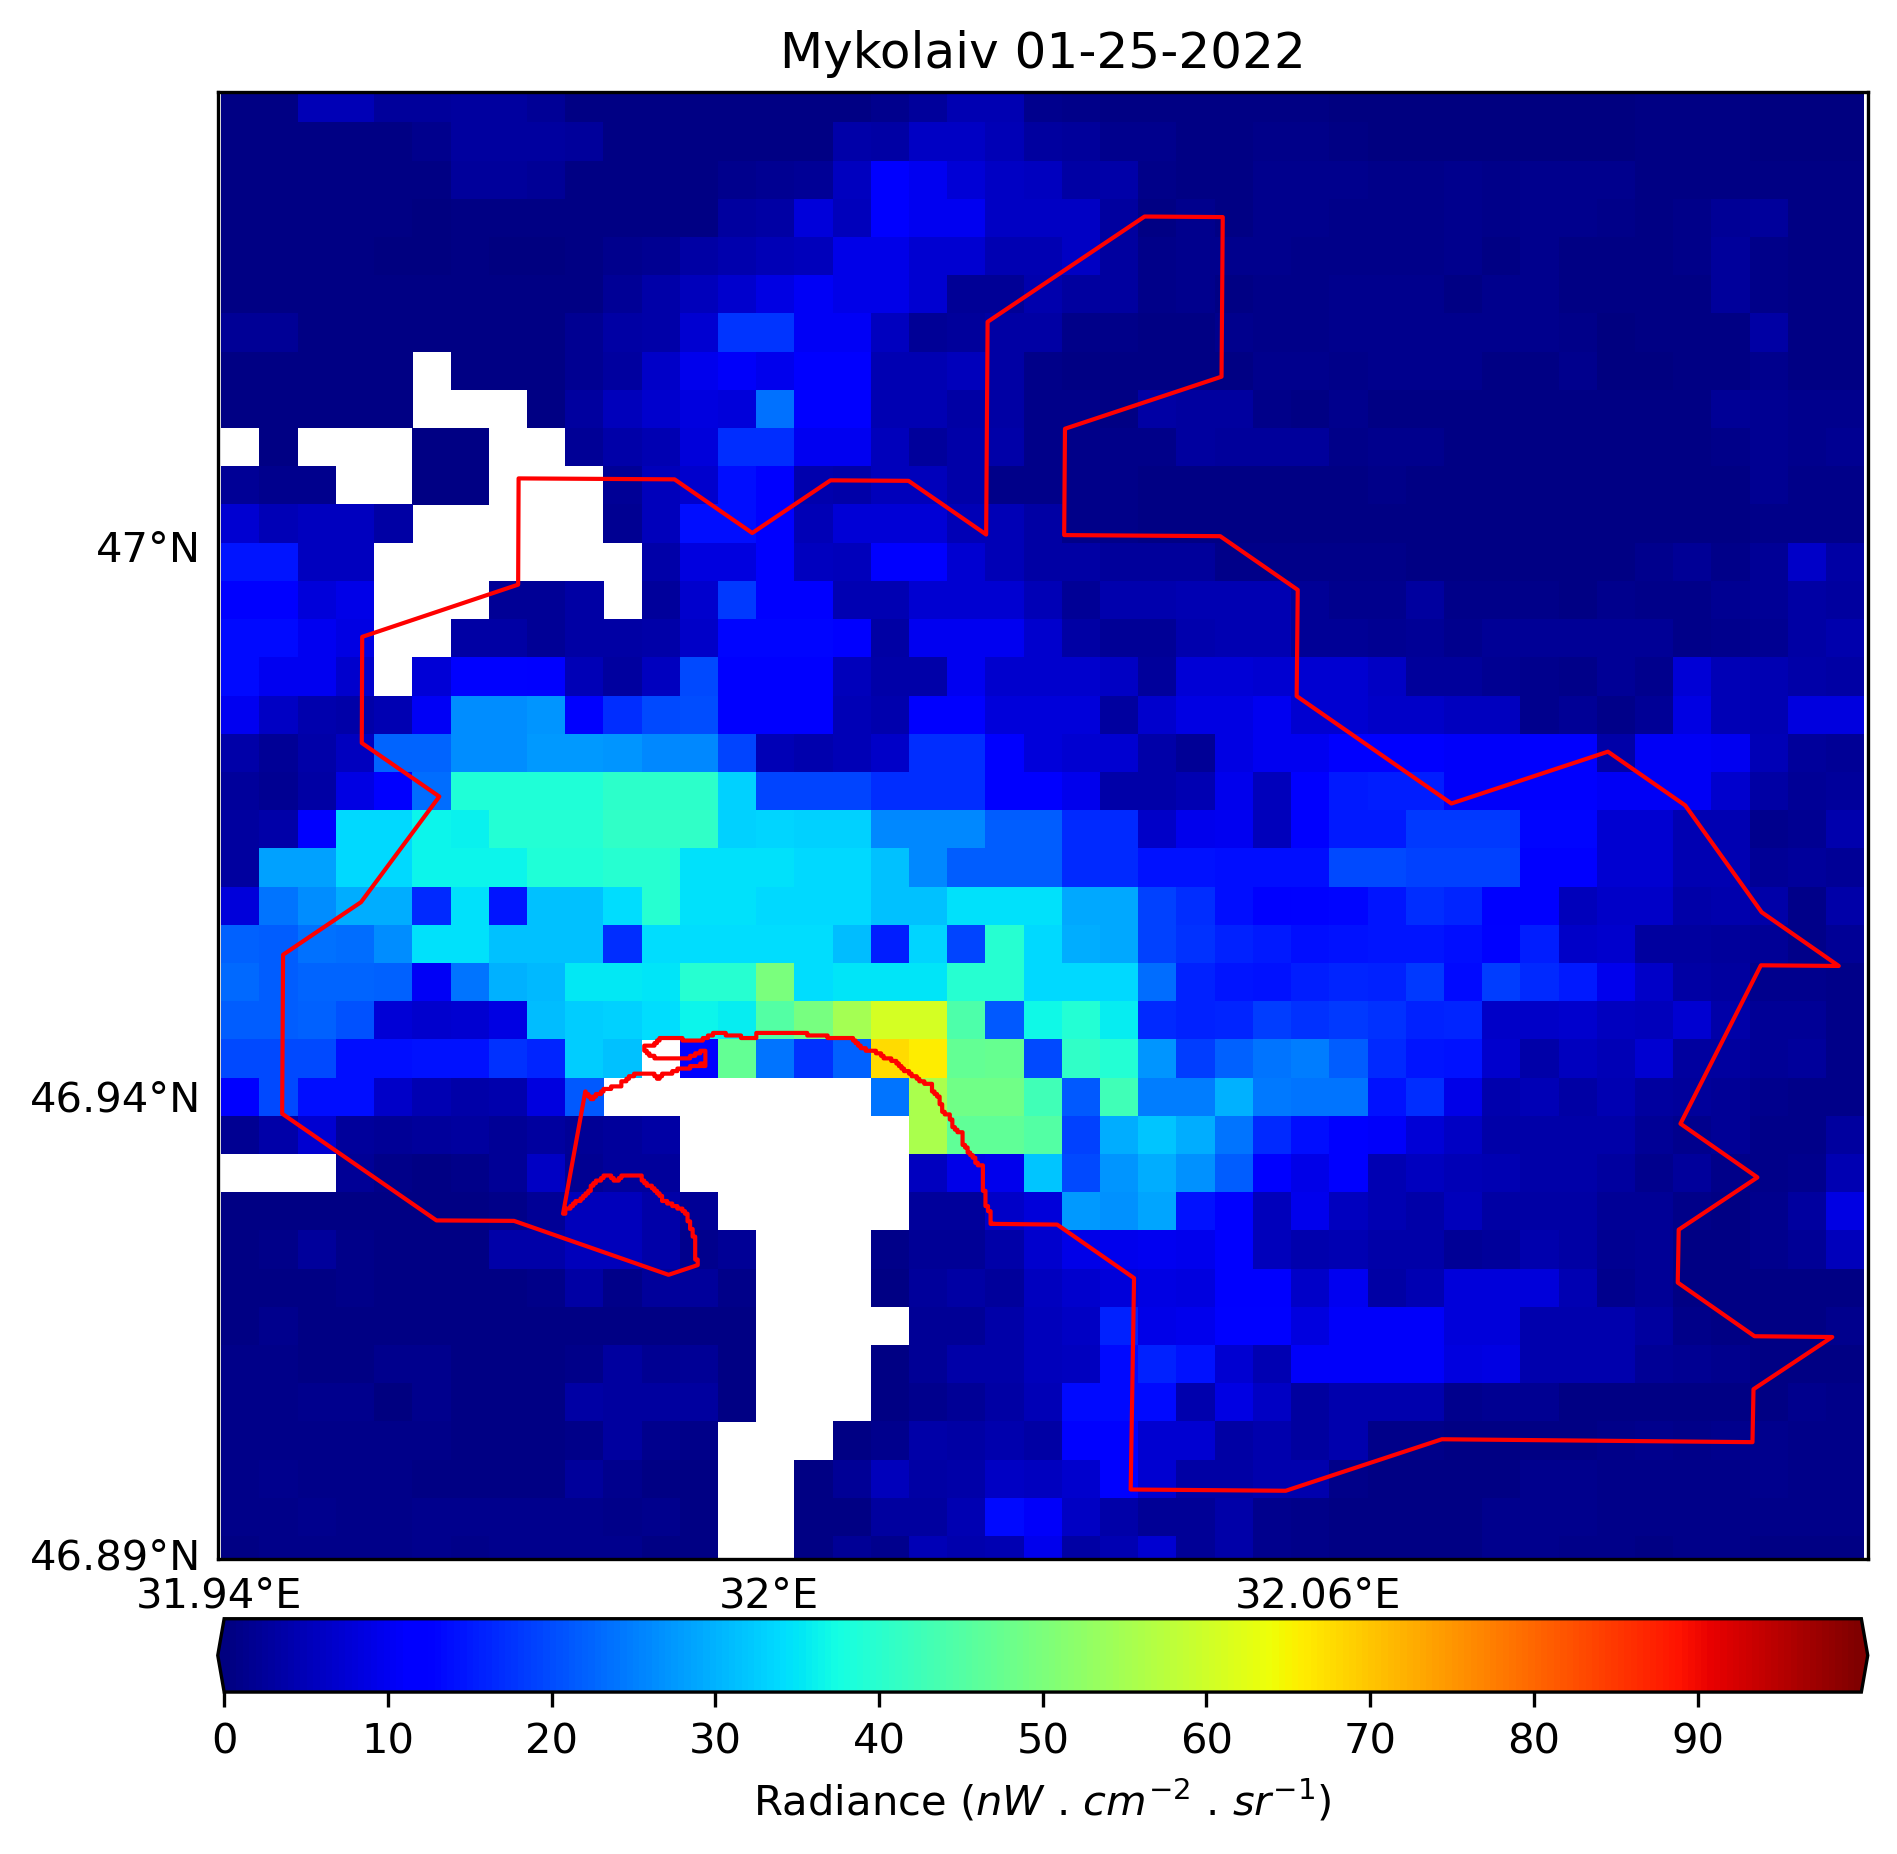 Mykolaiv 01-25-2022
47°N
46.94°N
46.89°N
31.94°E 32°E 32.06°E
0 10 20 30 40 50 60 70 80 90
Radiance (nW . cm⁻² . sr⁻¹)